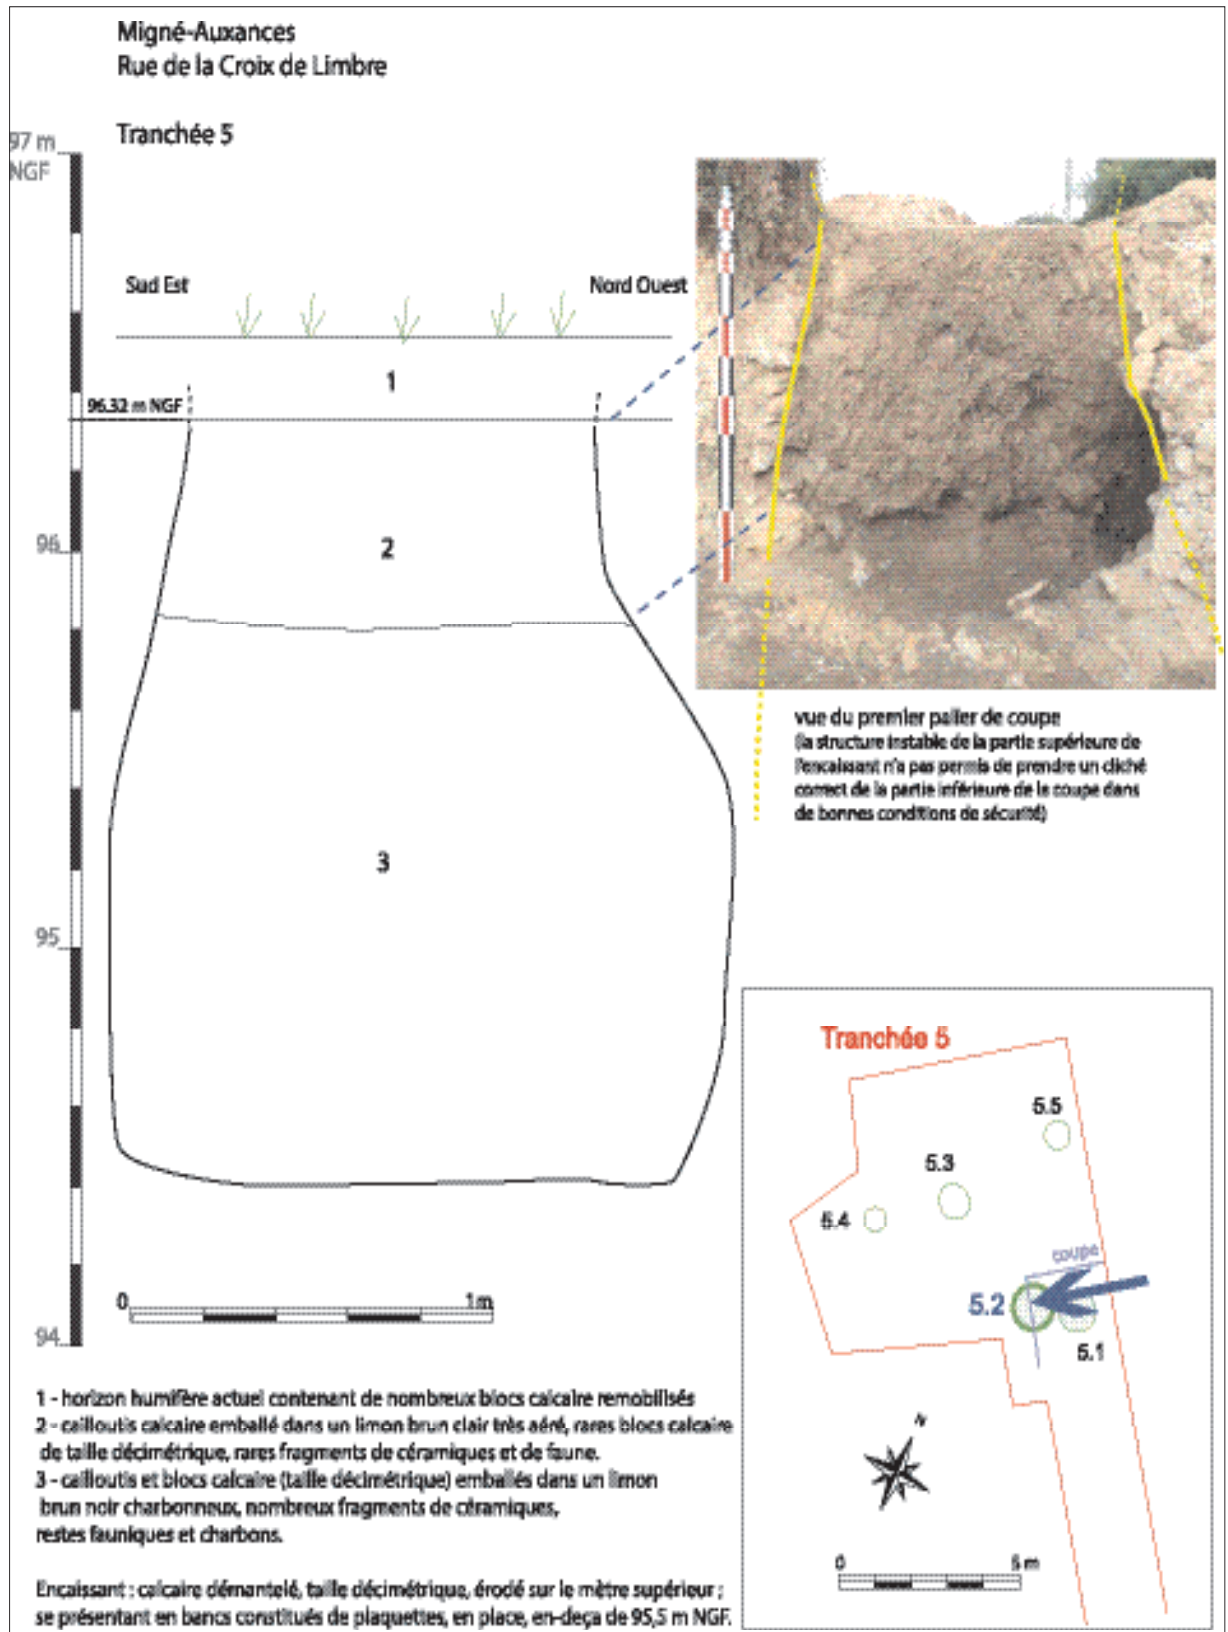 Migné-Auxances
Rue de la Croix de Limbre
Tranchée 5
97 m
NGF
Sud Est
Nord Ouest
1
96.32 m NGF
96
2
3
95
94
0
1m
vue du premier palier de coupe
(la structure instable de la partie supérieure de
l'encaissant n'a pas permis de prendre un cliché
correct de la partie inférieure de la coupe dans
de bonnes conditions de sécurité)
Tranchée 5
5.5
5.3
5.4
coupe
5.2
5.1
N
0
5 m
1 - horizon humifère actuel contenant de nombreux blocs calcaire remobilisés
2 - cailloutis calcaire emballé dans un limon brun clair très aéré, rares blocs calcaire
de taille décimétrique, rares fragments de céramiques et de faune.
3 - cailloutis et blocs calcaire (taille décimétrique) emballés dans un limon
brun noir charbonneux, nombreux fragments de céramiques,
restes fauniques et charbons.
Encaissant : calcaire démantelé, taille décimétrique, érodé sur le mètre supérieur ;
se présentant en bancs constitués de plaquettes, en place, en-deça de 95,5 m NGF.